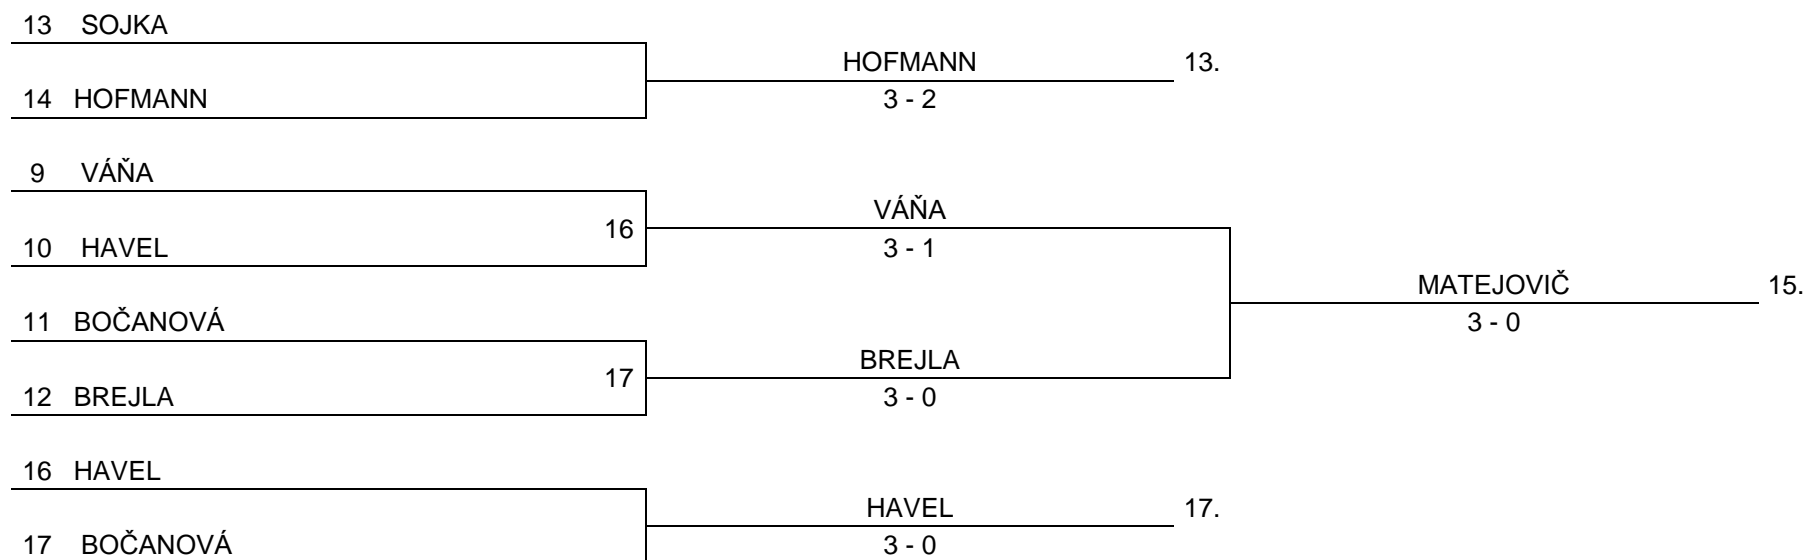 13 SOJKA
HOFMANN 13.
14 HOFMANN
3 - 2
9 VÁŇA
VÁŇA
16
10 HAVEL
3 - 1
MATEJOVIČ 15.
11 BOČANOVÁ
3 - 0
BREJLA
17
12 BREJLA
3 - 0
16 HAVEL
HAVEL 17.
17 BOČANOVÁ
3 - 0